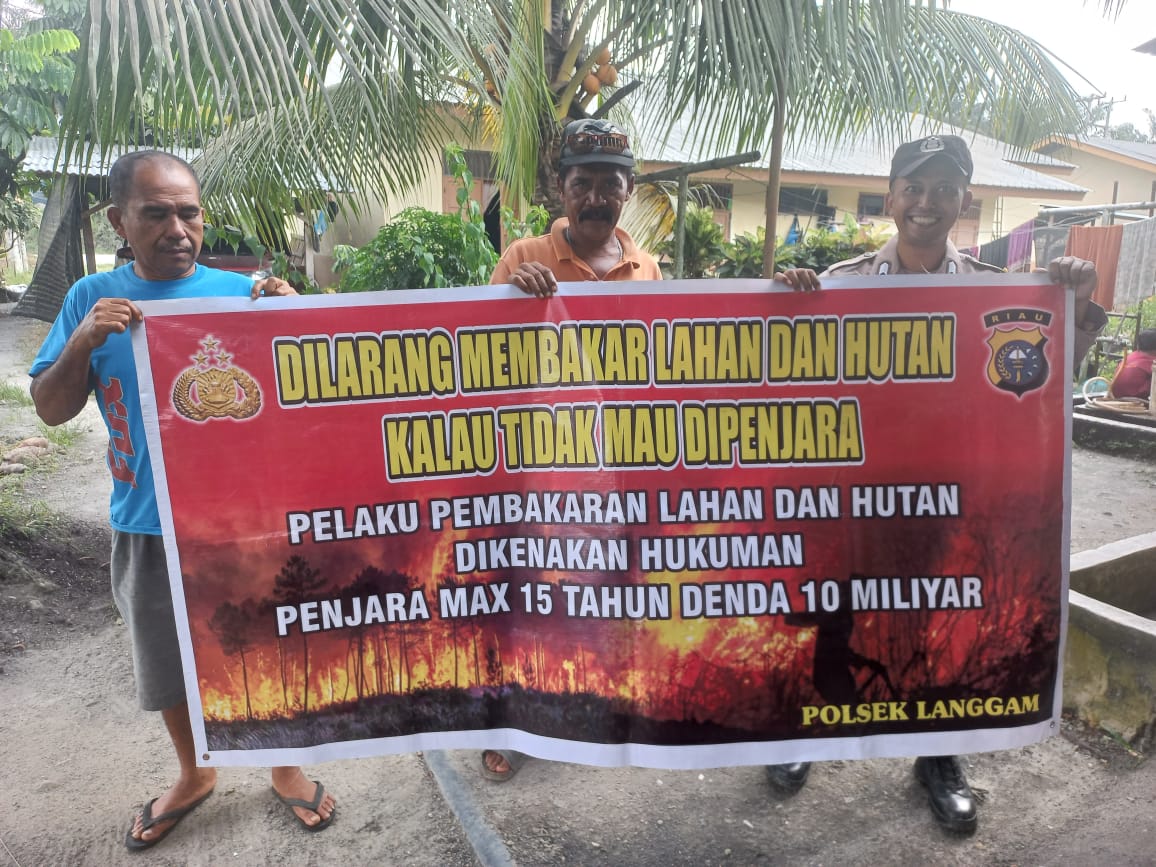 DILARANG MEMBAKAR LAHAN DAN HUTAN
KALAU TIDAK MAU DIPENJARA
PELAKU PEMBAKARAN LAHAN DAN HUTAN
DIKENAKAN HUKUMAN
PENJARA MAX 15 TAHUN DENDA 10 MILIYAR
POLSEK LANGGAM
RIAU